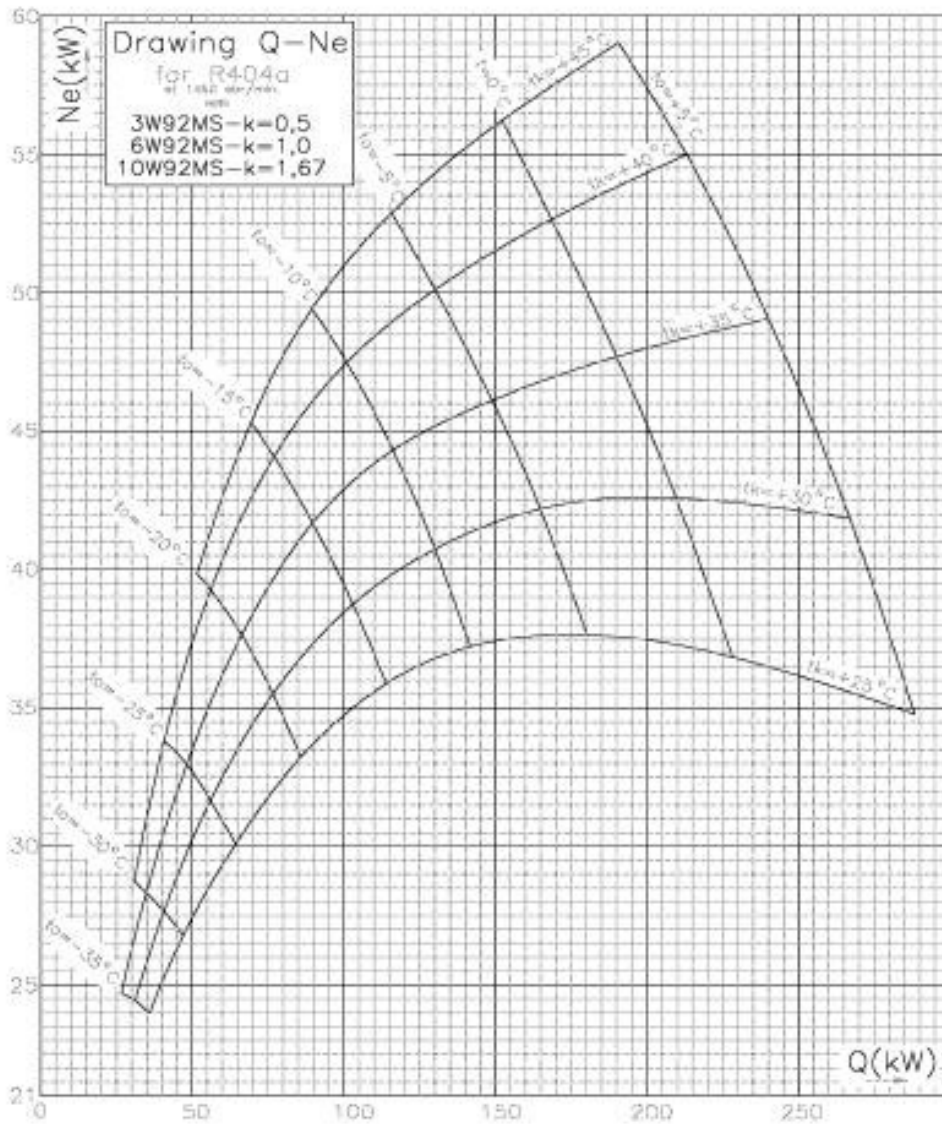 60
55
50
45
40
35
30
25
21
Ne(kW)
Drawing Q-Ne
for R404a
3W92MS-k=0,5
6W92MS-k=1,0
10W92MS-k=1,67
t=0°C
tk=+45°C
to=+5°C
to=-5°C
tk=+40°C
to=-10°C
tk=+35°C
to=-15°C
tk=+30°C
to=-20°C
tk=+25°C
to=-25°C
to=-30°C
to=-35°C
Q(kW)
0
50
100
150
200
250